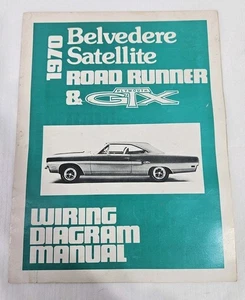 1970
Belvedere
Satellite
ROAD RUNNER
& GTX
WIRING
DIAGRAM
MANUAL